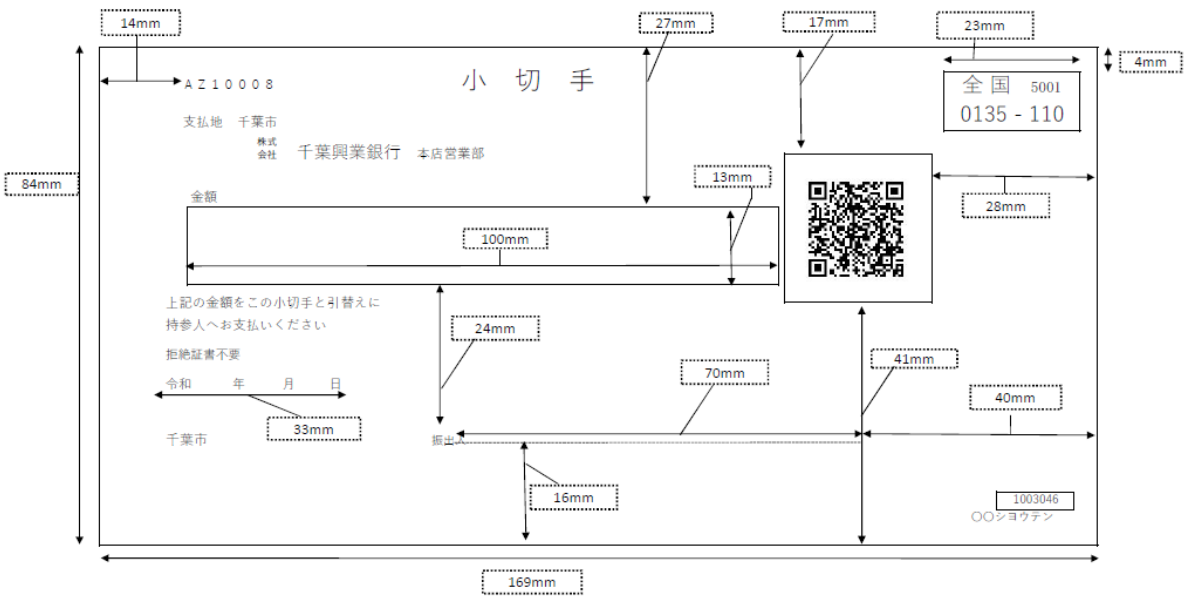 14mm
27mm
17mm
23mm
4mm
AZ10008
小切手
全国 5001
0135 - 110
支払地 千葉市
株式会社 千葉興業銀行 本店営業部
84mm
13mm
28mm
金額
100mm
上記の金額をこの小切手と引替えに
持参人へお支払いください
24mm
拒絶証書不要
41mm
70mm
令和 年 月 日
40mm
33mm
千葉市
振出人
16mm
1003046
〇〇ショウテン
169mm